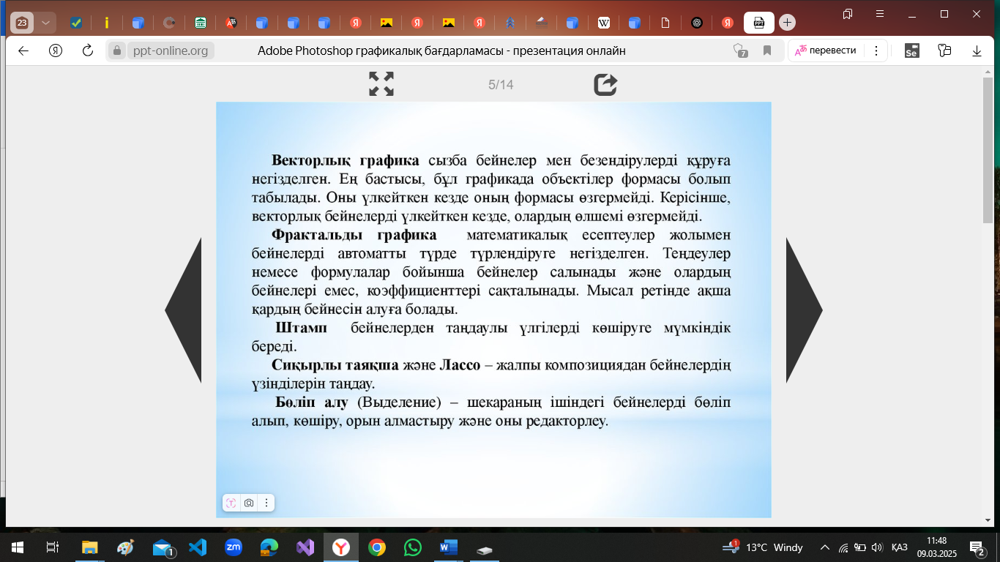 23
ppt-online.org
Adobe Photoshop графикалық бағдарламасы - презентация онлайн
7
перевести
Se
5/14
Векторлық графика сызба бейнелер мен безендірулерді құруға
негізделген. Ең бастысы, бұл графикада объектілер формасы болып
табылады. Оны үлкейткен кезде оның формасы өзгермейді. Керісінше,
векторлық бейнелерді үлкейткен кезде, олардың өлшемі өзгермейді.
Фрактальды графика математикалық есептеулер жолымен
бейнелерді автоматты түрде түрлендіруге негізделген. Теңдеулер
немесе формулалар бойынша бейнелер салынады және олардың
бейнелері емес, коэффициенттері сақталынады. Мысал ретінде ақша
қардың бейнесін алуға болады.
Штамп бейнелерден таңдаулы үлгілерді көшіруге мүмкіндік
береді.
Сиқырлы таяқша және Лассо – жалпы композициядан бейнелердің
үзінділерін таңдау.
Бөліп алу (Выделение) – шекараның ішіндегі бейнелерді бөліп
алып, көшіру, орын алмастыру және оны редакторлеу.
1
zm
1
13°C Windy
ҚАЗ
11:48
09.03.2025
2